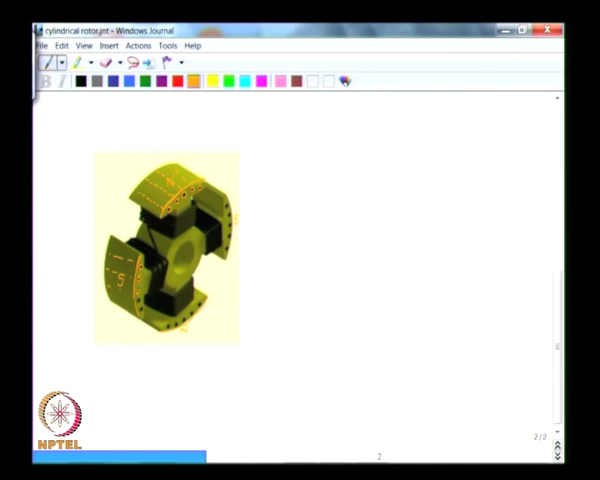 cylindrical rotor.jnt - Windows Journal
File Edit View Insert Actions Tools Help
B I
S
2 / 2
NPTEL
2